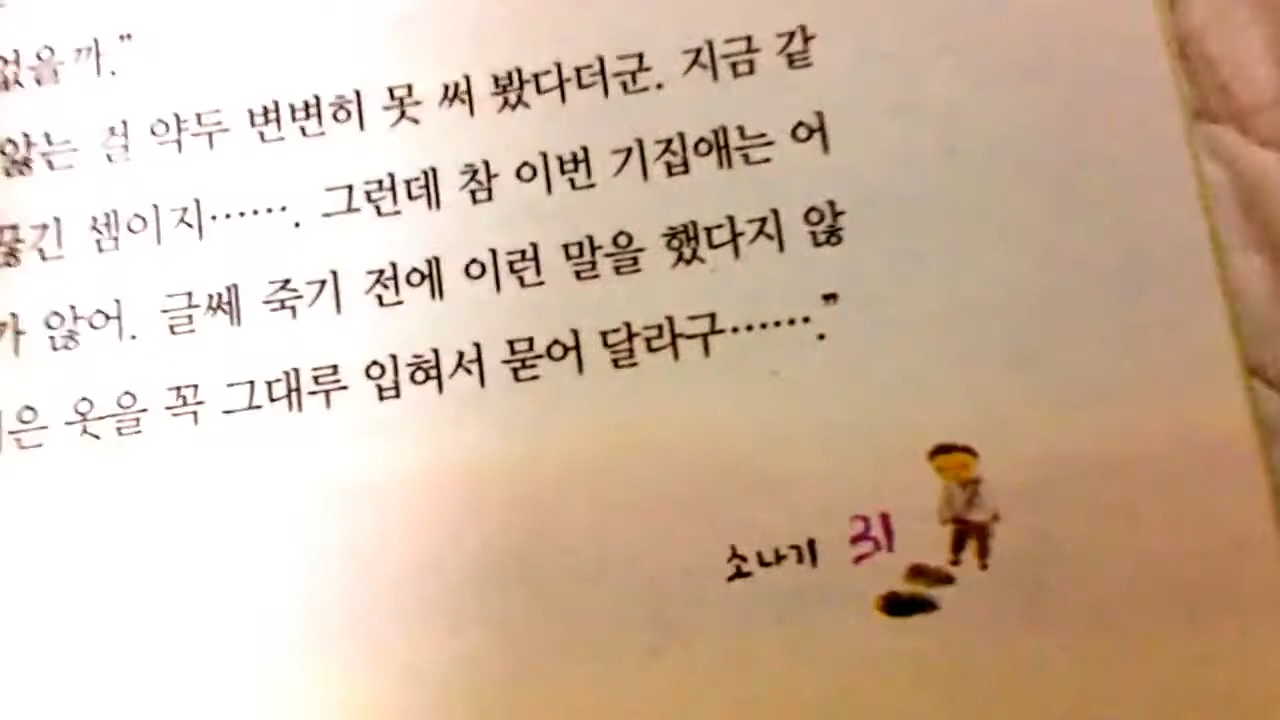 없을까.”
않는 걸 약두 변변히 못 써 봤다더군. 지금 같
끊긴 셈이지……. 그런데 참 이번 기집애는 어
가 않어. 글쎄 죽기 전에 이런 말을 했다지 않
은 옷을 꼭 그대루 입혀서 묻어 달라구…….”
소나기 31